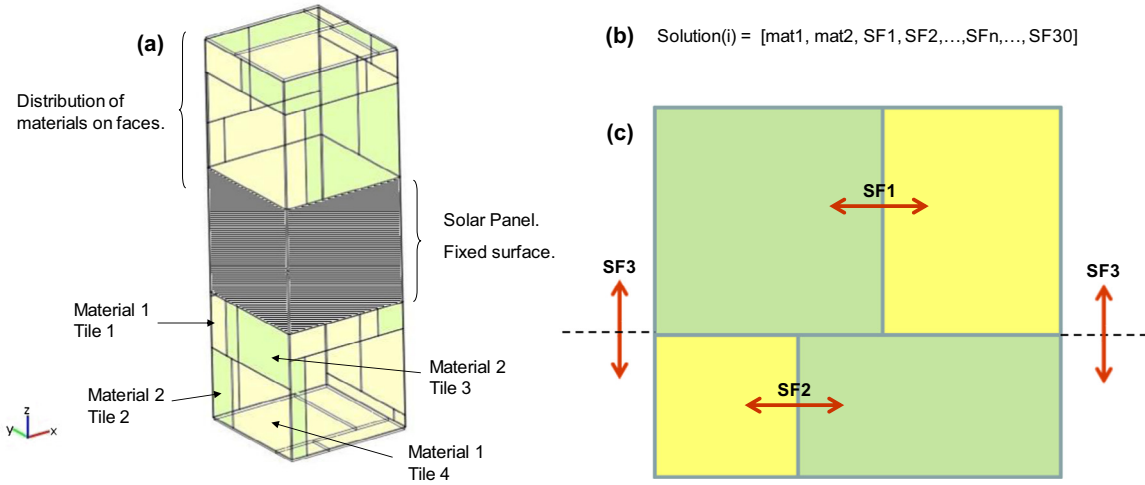 (a)
Distribution of
materials on faces.
Solar Panel.
Fixed surface.
Material 1
Tile 1
Material 2
Tile 2
Material 2
Tile 3
Material 1
Tile 4
z
y
x
(b) Solution(i) = [mat1, mat2, SF1, SF2,…,SFn,…, SF30]
(c)
SF1
SF3
SF3
SF2